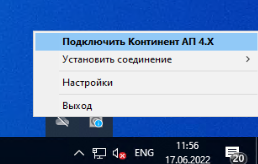 Подключить Континент АП 4.X
Установить соединение
Настройки
Выход
ENG
11:56
17.06.2022
20